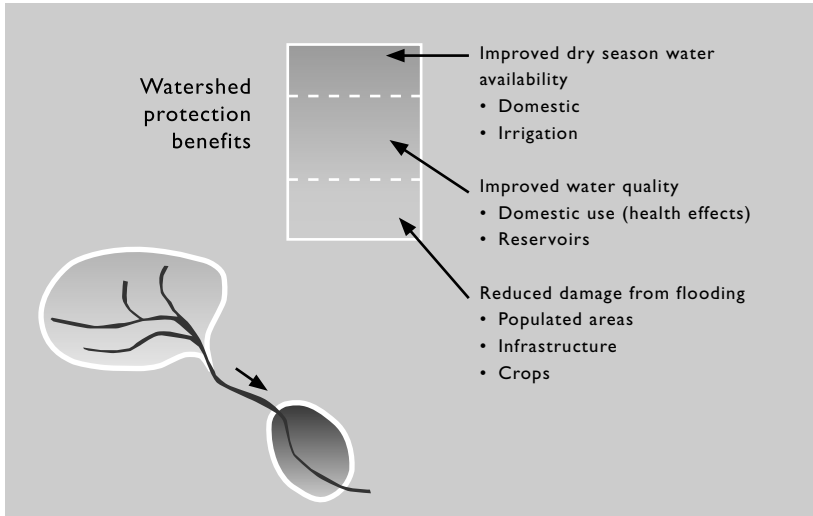 Watershed
protection
benefits
Improved dry season water
availability
• Domestic
• Irrigation
Improved water quality
• Domestic use (health effects)
• Reservoirs
Reduced damage from flooding
• Populated areas
• Infrastructure
• Crops